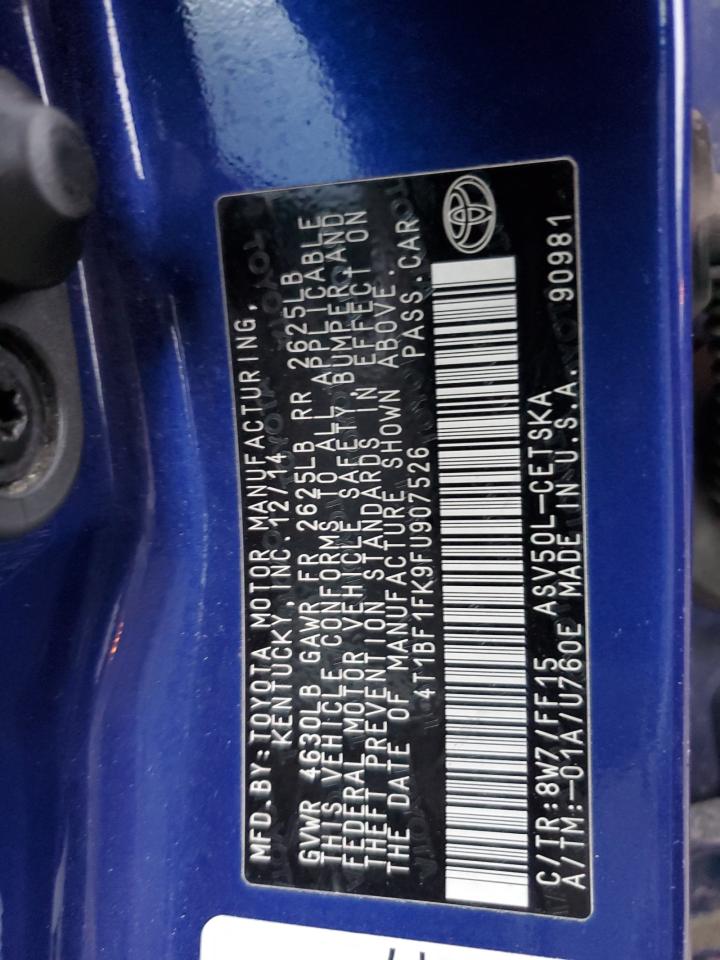 MFD.BY:TOYOTA MOTOR MANUFACTURING,
KENTUCKY,INC.12/14
GVWR 4630LB GAWR FR 2625LB RR 2625LB
THIS VEHICLE CONFORMS TO ALL APPLICABLE
FEDERAL MOTOR VEHICLE SAFETY, BUMPER, AND
THEFT PREVENTION STANDARDS IN EFFECT ON
THE DATE OF MANUFACTURE SHOWN ABOVE.
4T1BF1FK9FU907526 PASS.CAR
C/TR:8W7/FF15 ASV50L-CETSKA
A/TM:-01A/U760E MADE IN U.S.A. 90981